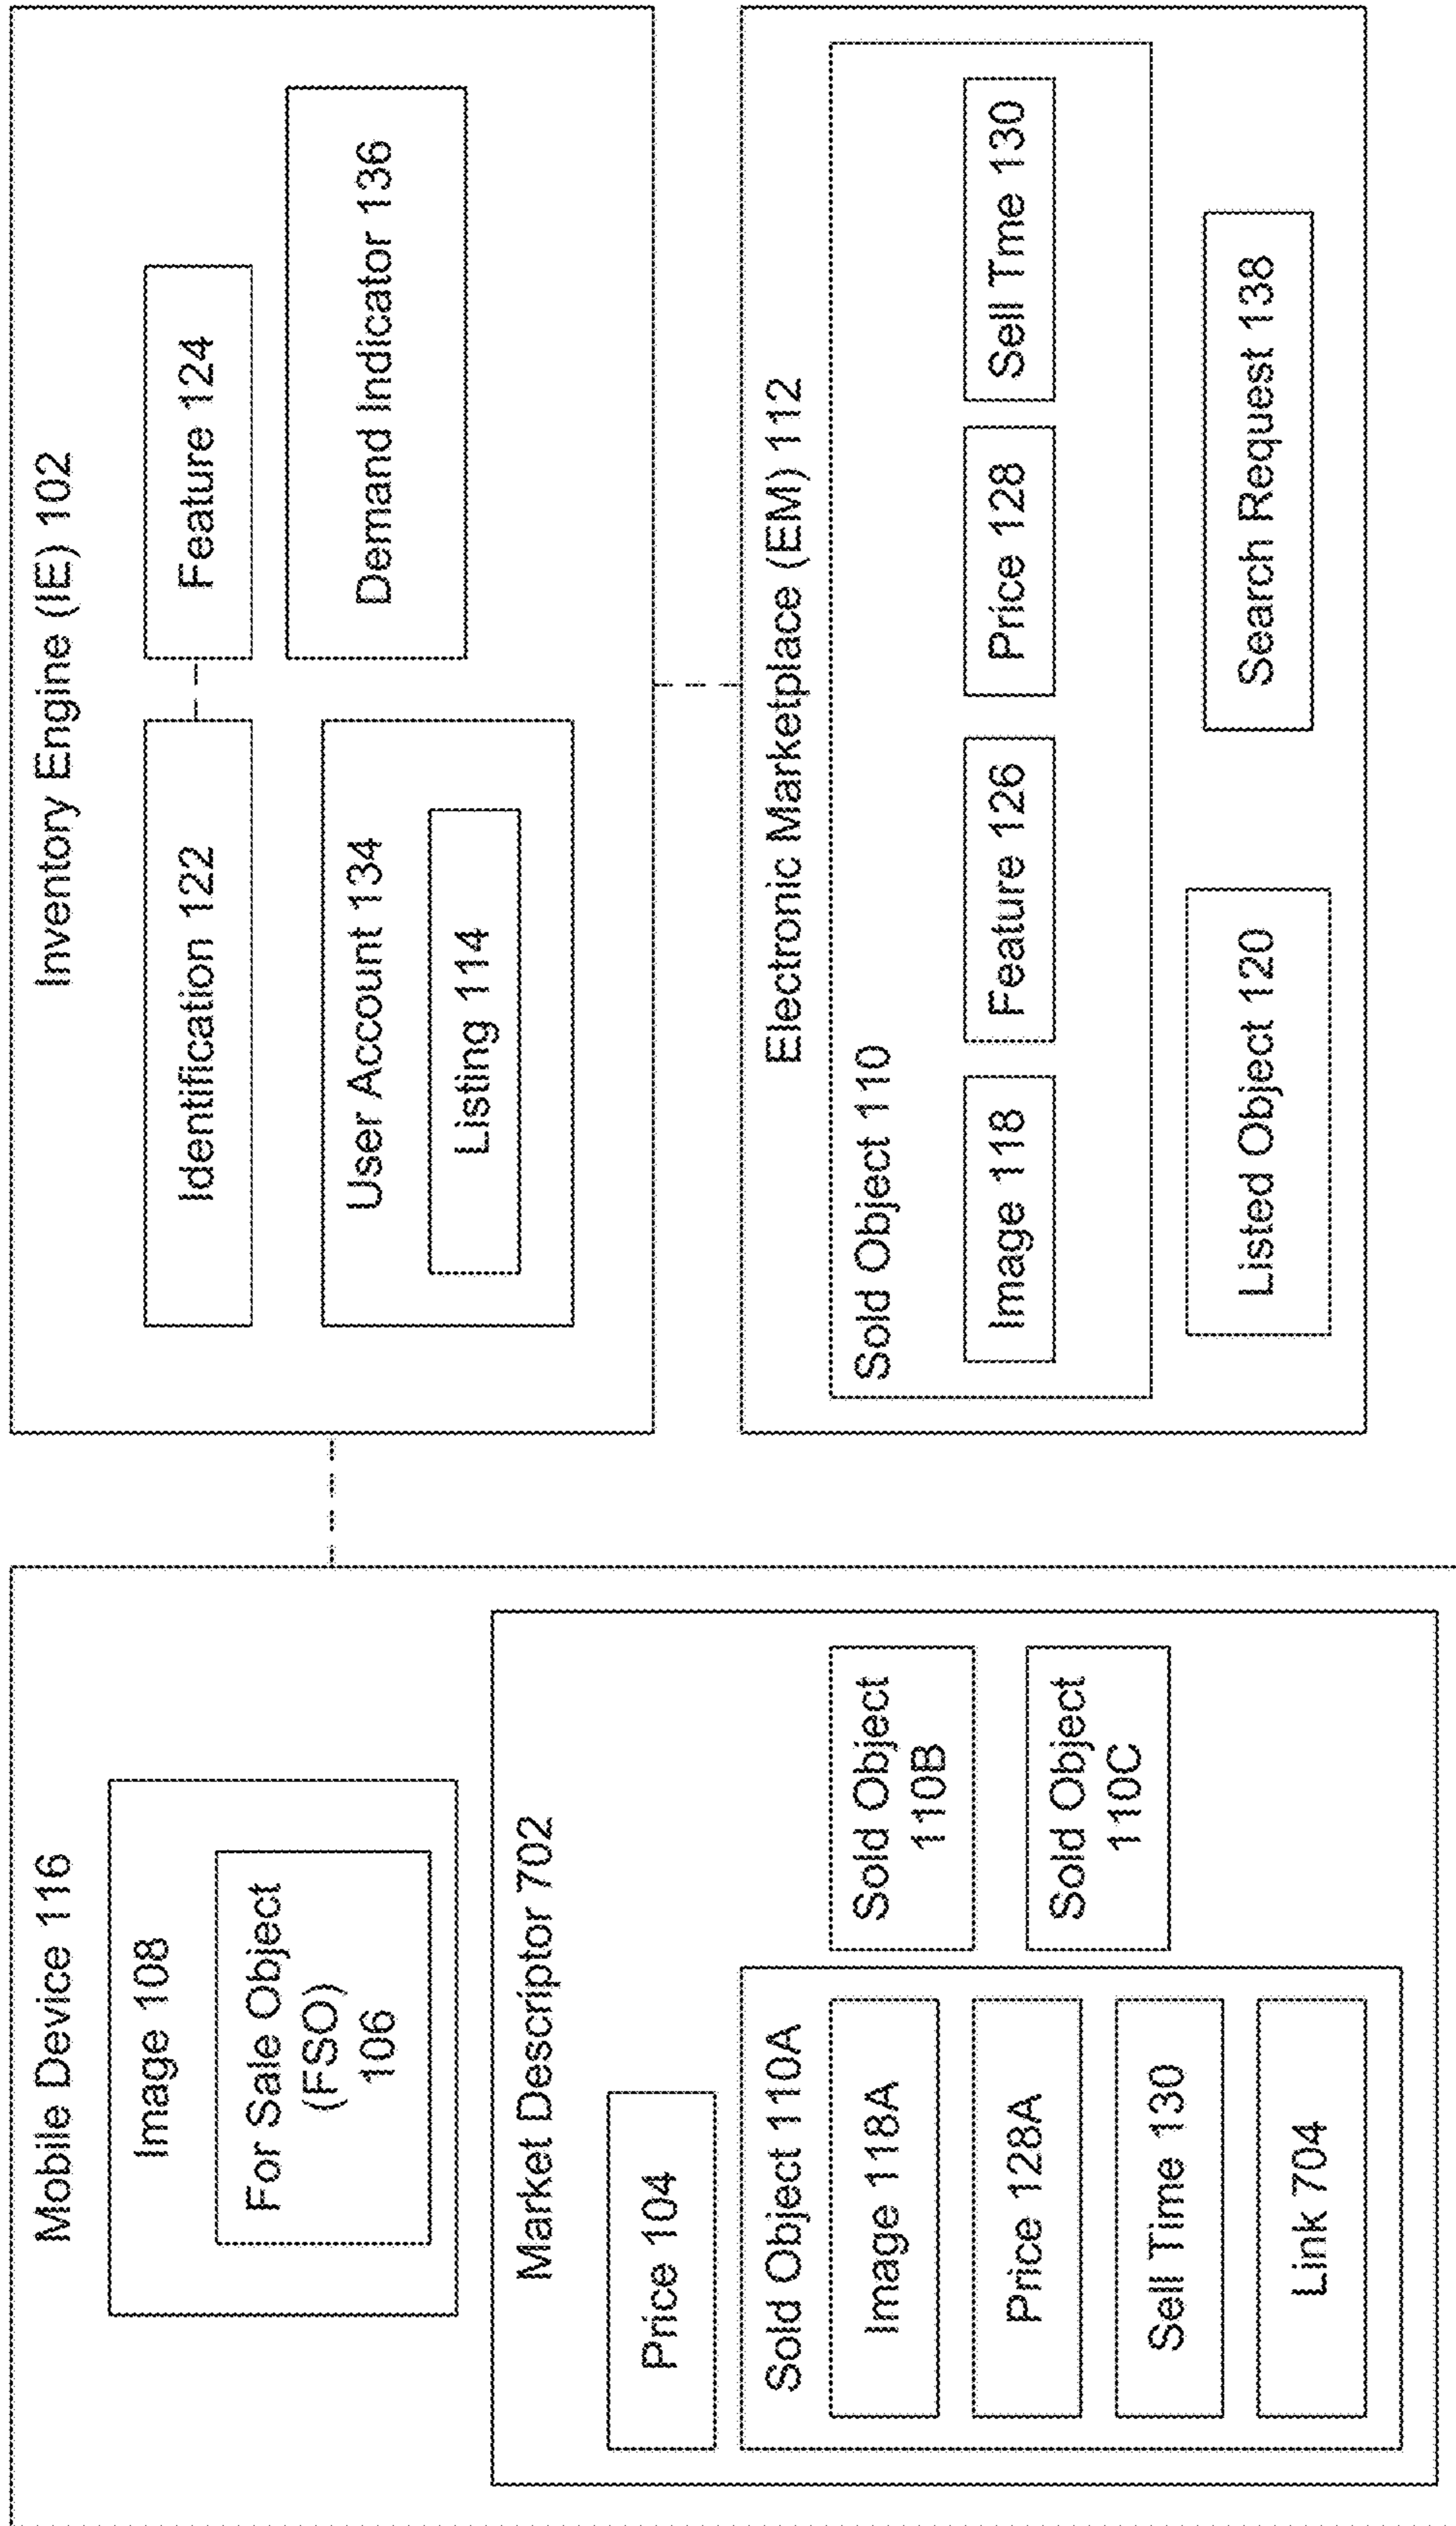 Mobile Device 116
Image 108
For Sale Object
(FSO)
106
Market Descriptor 702
Price 104
Sold Object 110A
Image 118A
Price 128A
Sell Time 130
Link 704
Sold Object
110B
Sold Object
110C
Inventory Engine (IE) 102
Identification 122
Feature 124
User Account 134
Listing 114
Demand Indicator 136
Electronic Marketplace (EM) 112
Sold Object 110
Image 118
Feature 126
Price 128
Sell Tme 130
Listed Object 120
Search Request 138